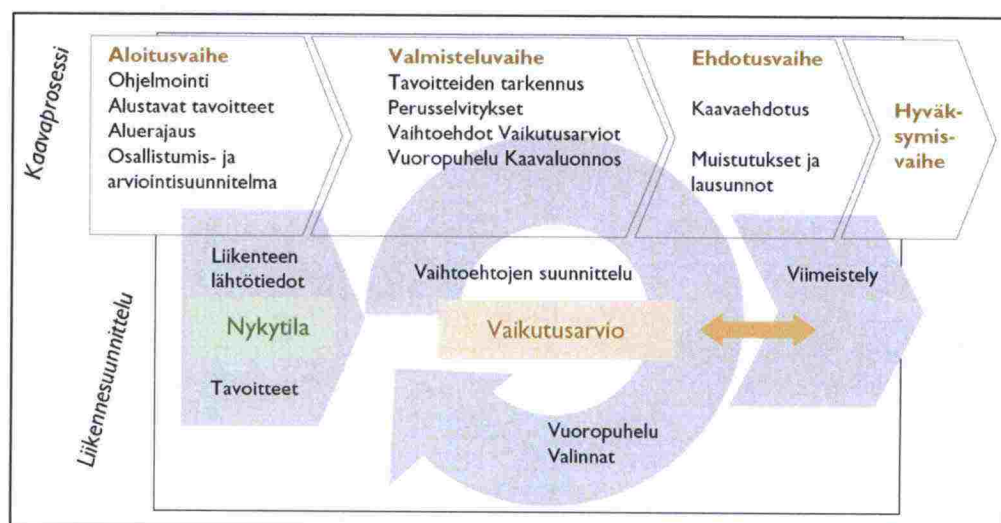 Kaavaprosessi
Aloitusvaihe
Ohjelmointi
Alustavat tavoitteet
Aluerajaus
Osallistumis- ja
arviointisuunnitelma
Valmisteluvaihe
Tavoitteiden tarkennus
Perusselvitykset
Vaihtoehdot Vaikutusarviot
Vuoropuhelu Kaavaluonnos
Ehdotusvaihe
Kaavaehdotus
Muistutukset ja
lausunnot
Hyväk-
symis-
vaihe
Liikennesuunnittelu
Liikenteen
lähtötiedot
Nykytila
Tavoitteet
Vaihtoehtojen suunnittelu
Vaikutusarvio
Vuoropuhelu
Valinnat
Viimeistely